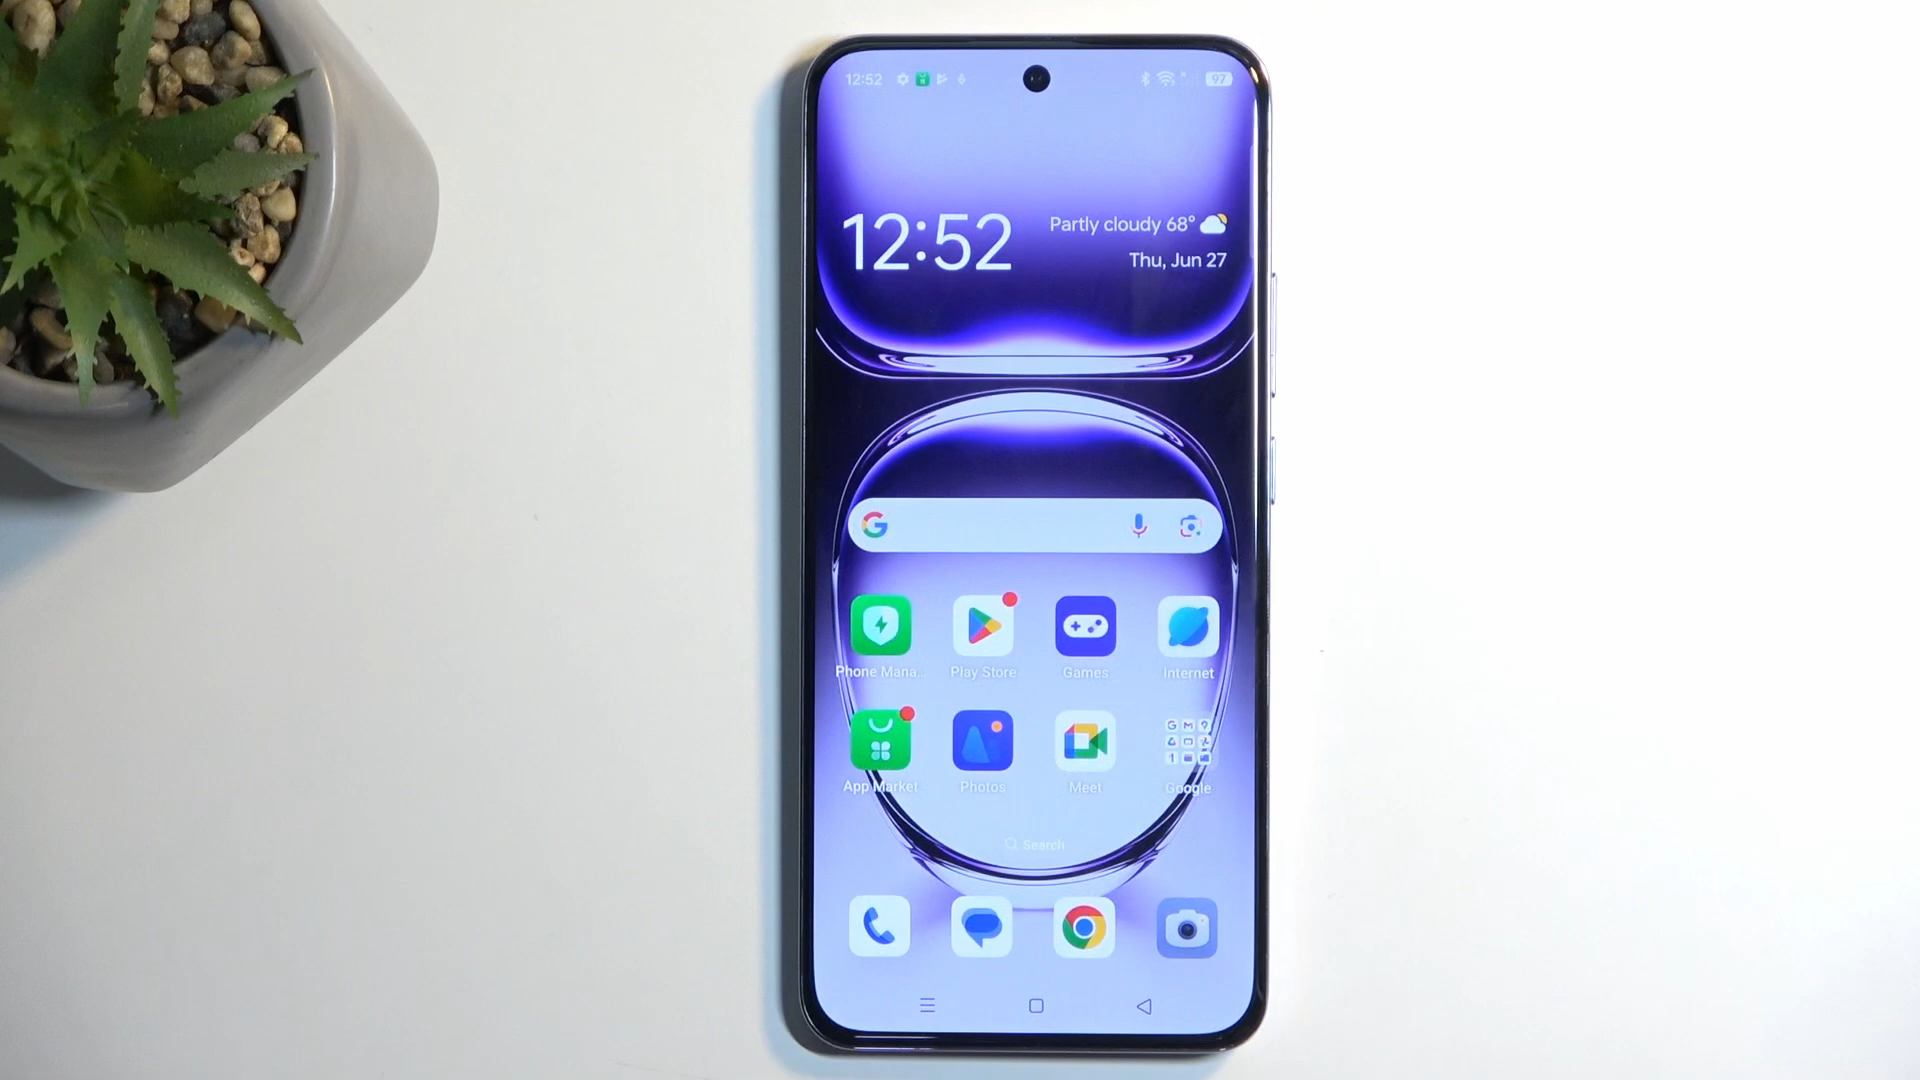 12:52
97
12:52
Partly cloudy 68°
Thu, Jun 27
Phone Mana..
Play Store
Games
Internet
App Market
Photos
Meet
Google
Search